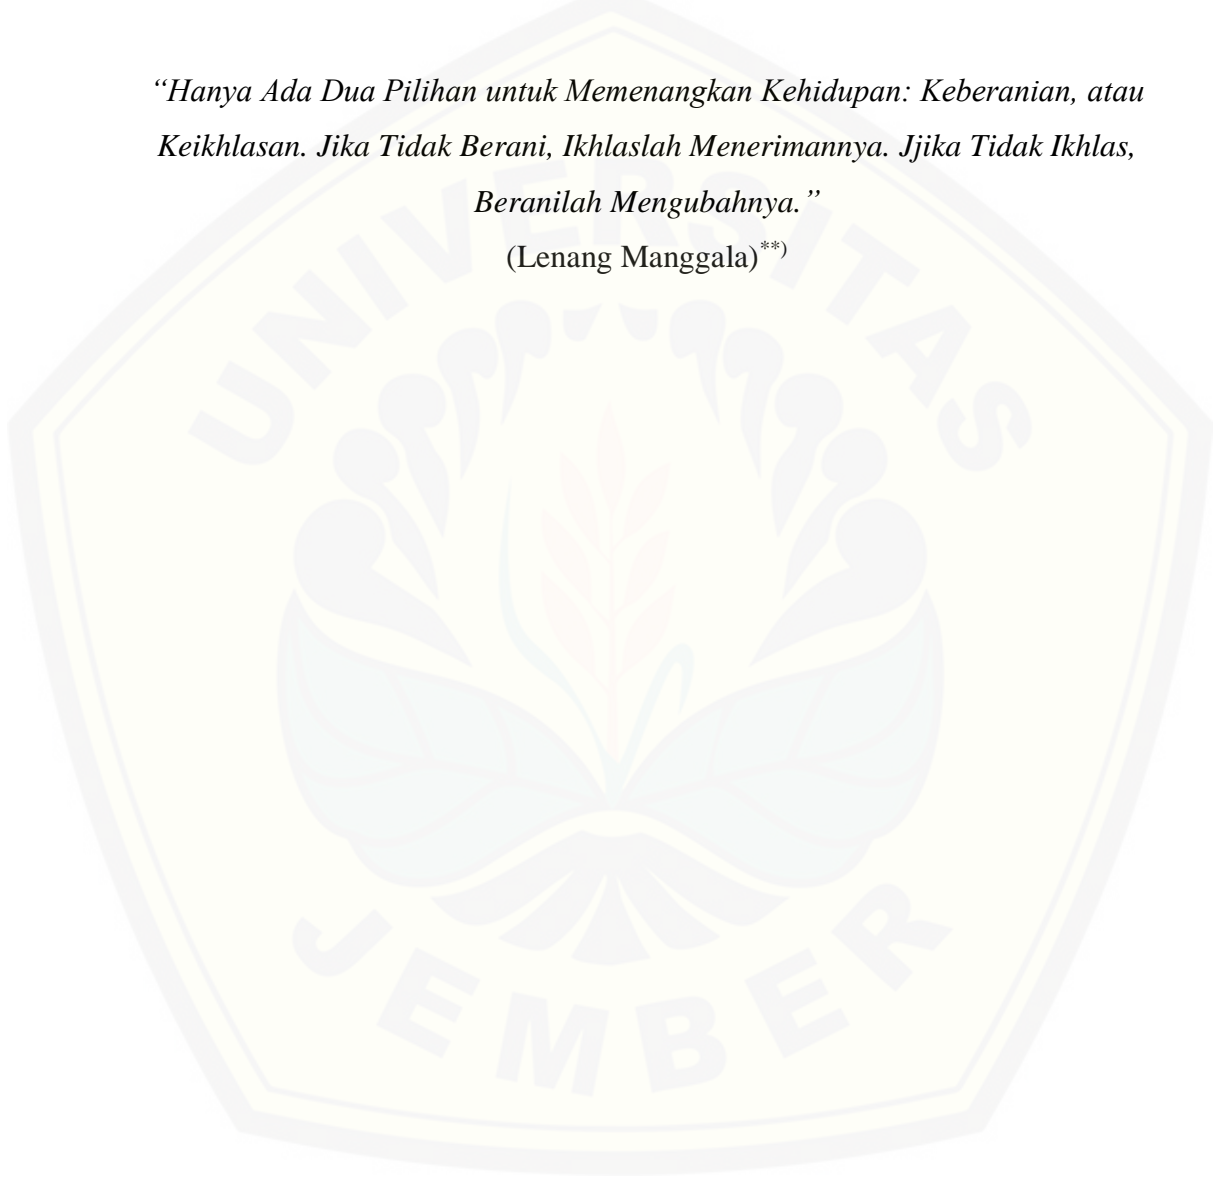 “Hanya Ada Dua Pilihan untuk Memenangkan Kehidupan: Keberanian, atau
Keikhlasan. Jika Tidak Berani, Ikhlaslah Menerimannya. Jjika Tidak Ikhlas,
Beranilah Mengubahnya.”
(Lenang Manggala)**)
UNIVERSITAS
JEMBER